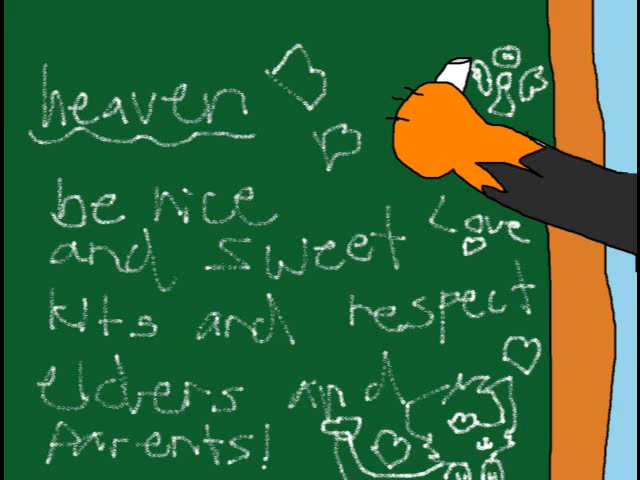 heaven
be nice
and sweet Love
kits and respect
elders and
parents!